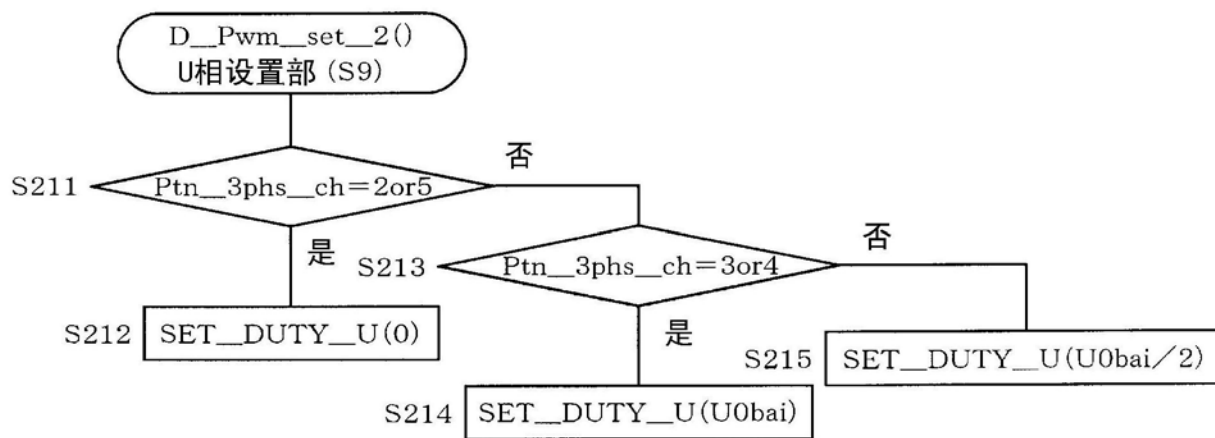 D__Pwm__set__2()
U相设置部 (S9)
否
S211 Ptn__3phs__ch=2or5
否
是
S213 Ptn__3phs__ch=3or4
S212 SET__DUTY__U(0)
是
S215 SET__DUTY__U(U0bai/2)
S214 SET__DUTY__U(U0bai)